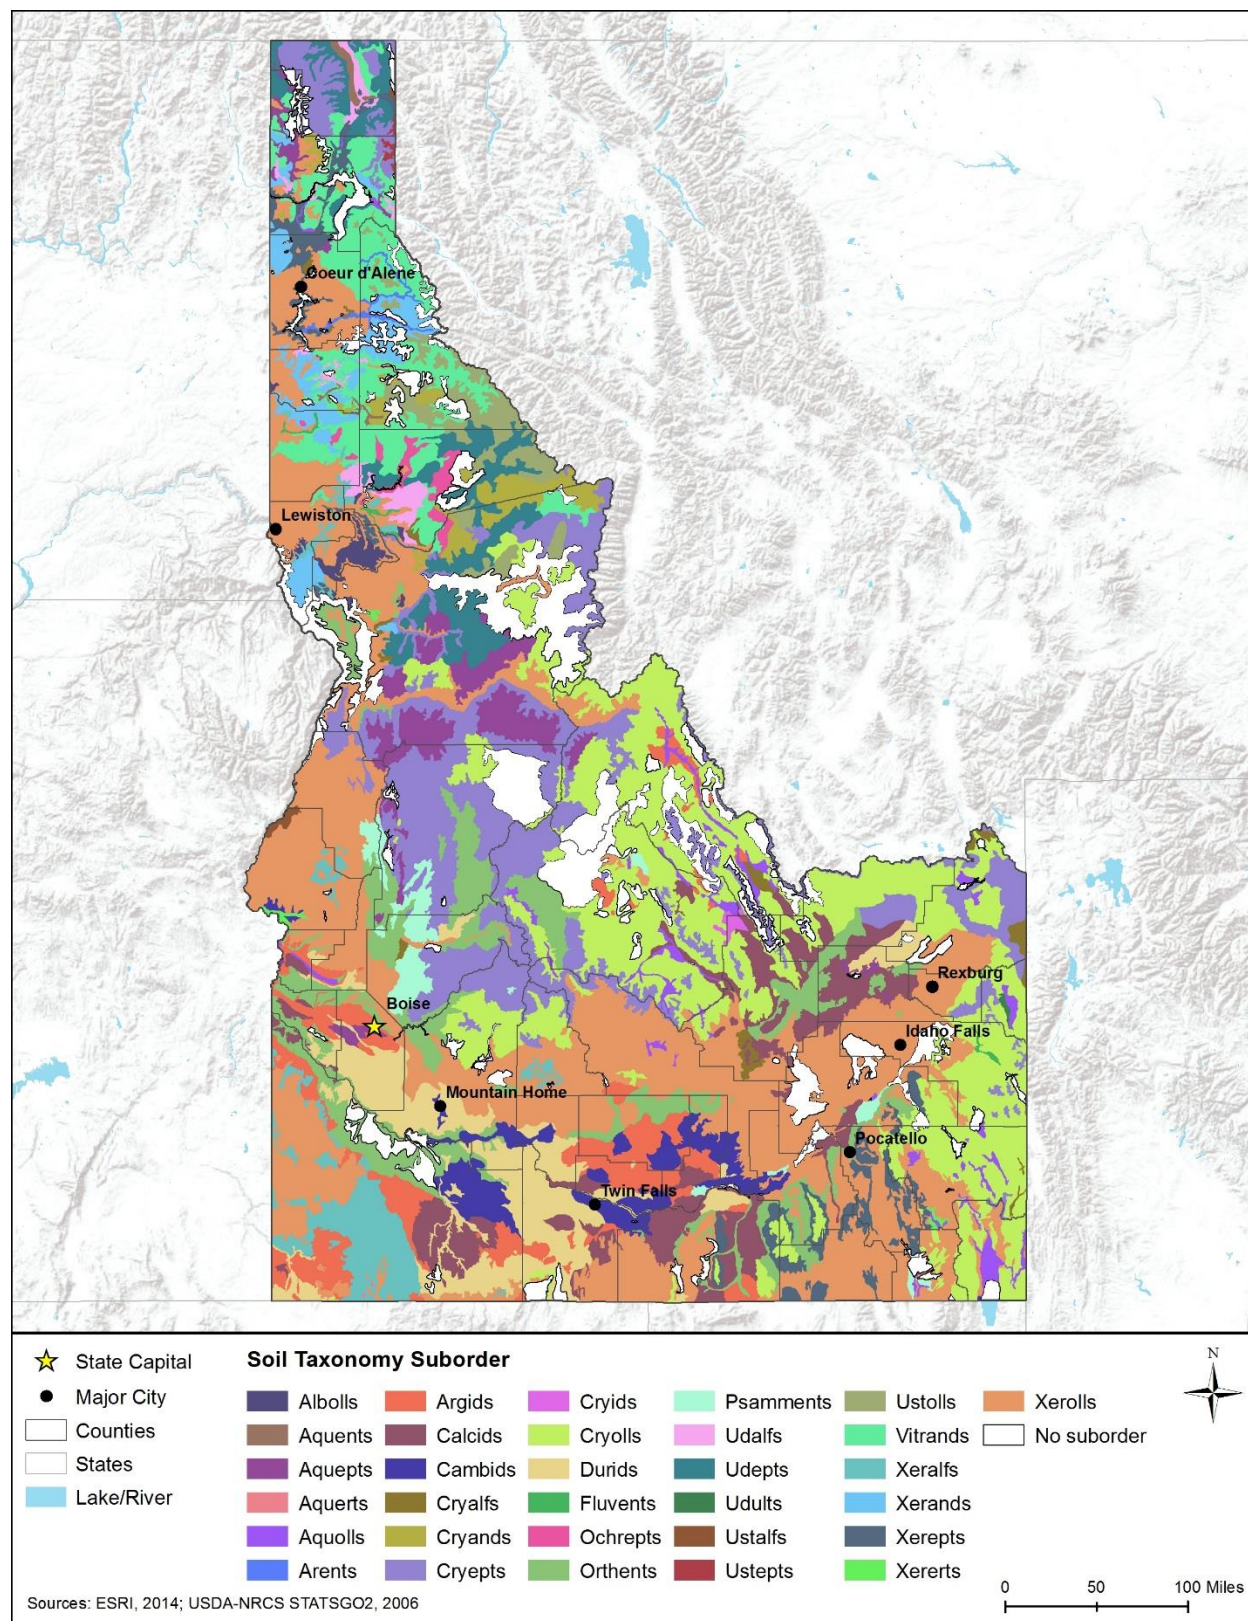 Coeur d'Alene
Lewiston
Boise
Rexburg
Idaho Falls
Mountain Home
Pocatello
Twin Falls
State Capital
Major City
Counties
States
Lake/River
Soil Taxonomy Suborder
Albolls
Aquents
Aquepts
Aquerts
Aquolls
Arents
Argids
Calcids
Cambids
Cryalfs
Cryands
Cryepts
Cryids
Cryolls
Durids
Fluvents
Ochrepts
Orthents
Psamments
Udalfs
Udepts
Udults
Ustalfs
Ustepts
Ustolls
Vitrands
Xeralfs
Xerands
Xerepts
Xererts
Xerolls
No suborder
N
0 50 100 Miles
Sources: ESRI, 2014; USDA-NRCS STATSGO2, 2006